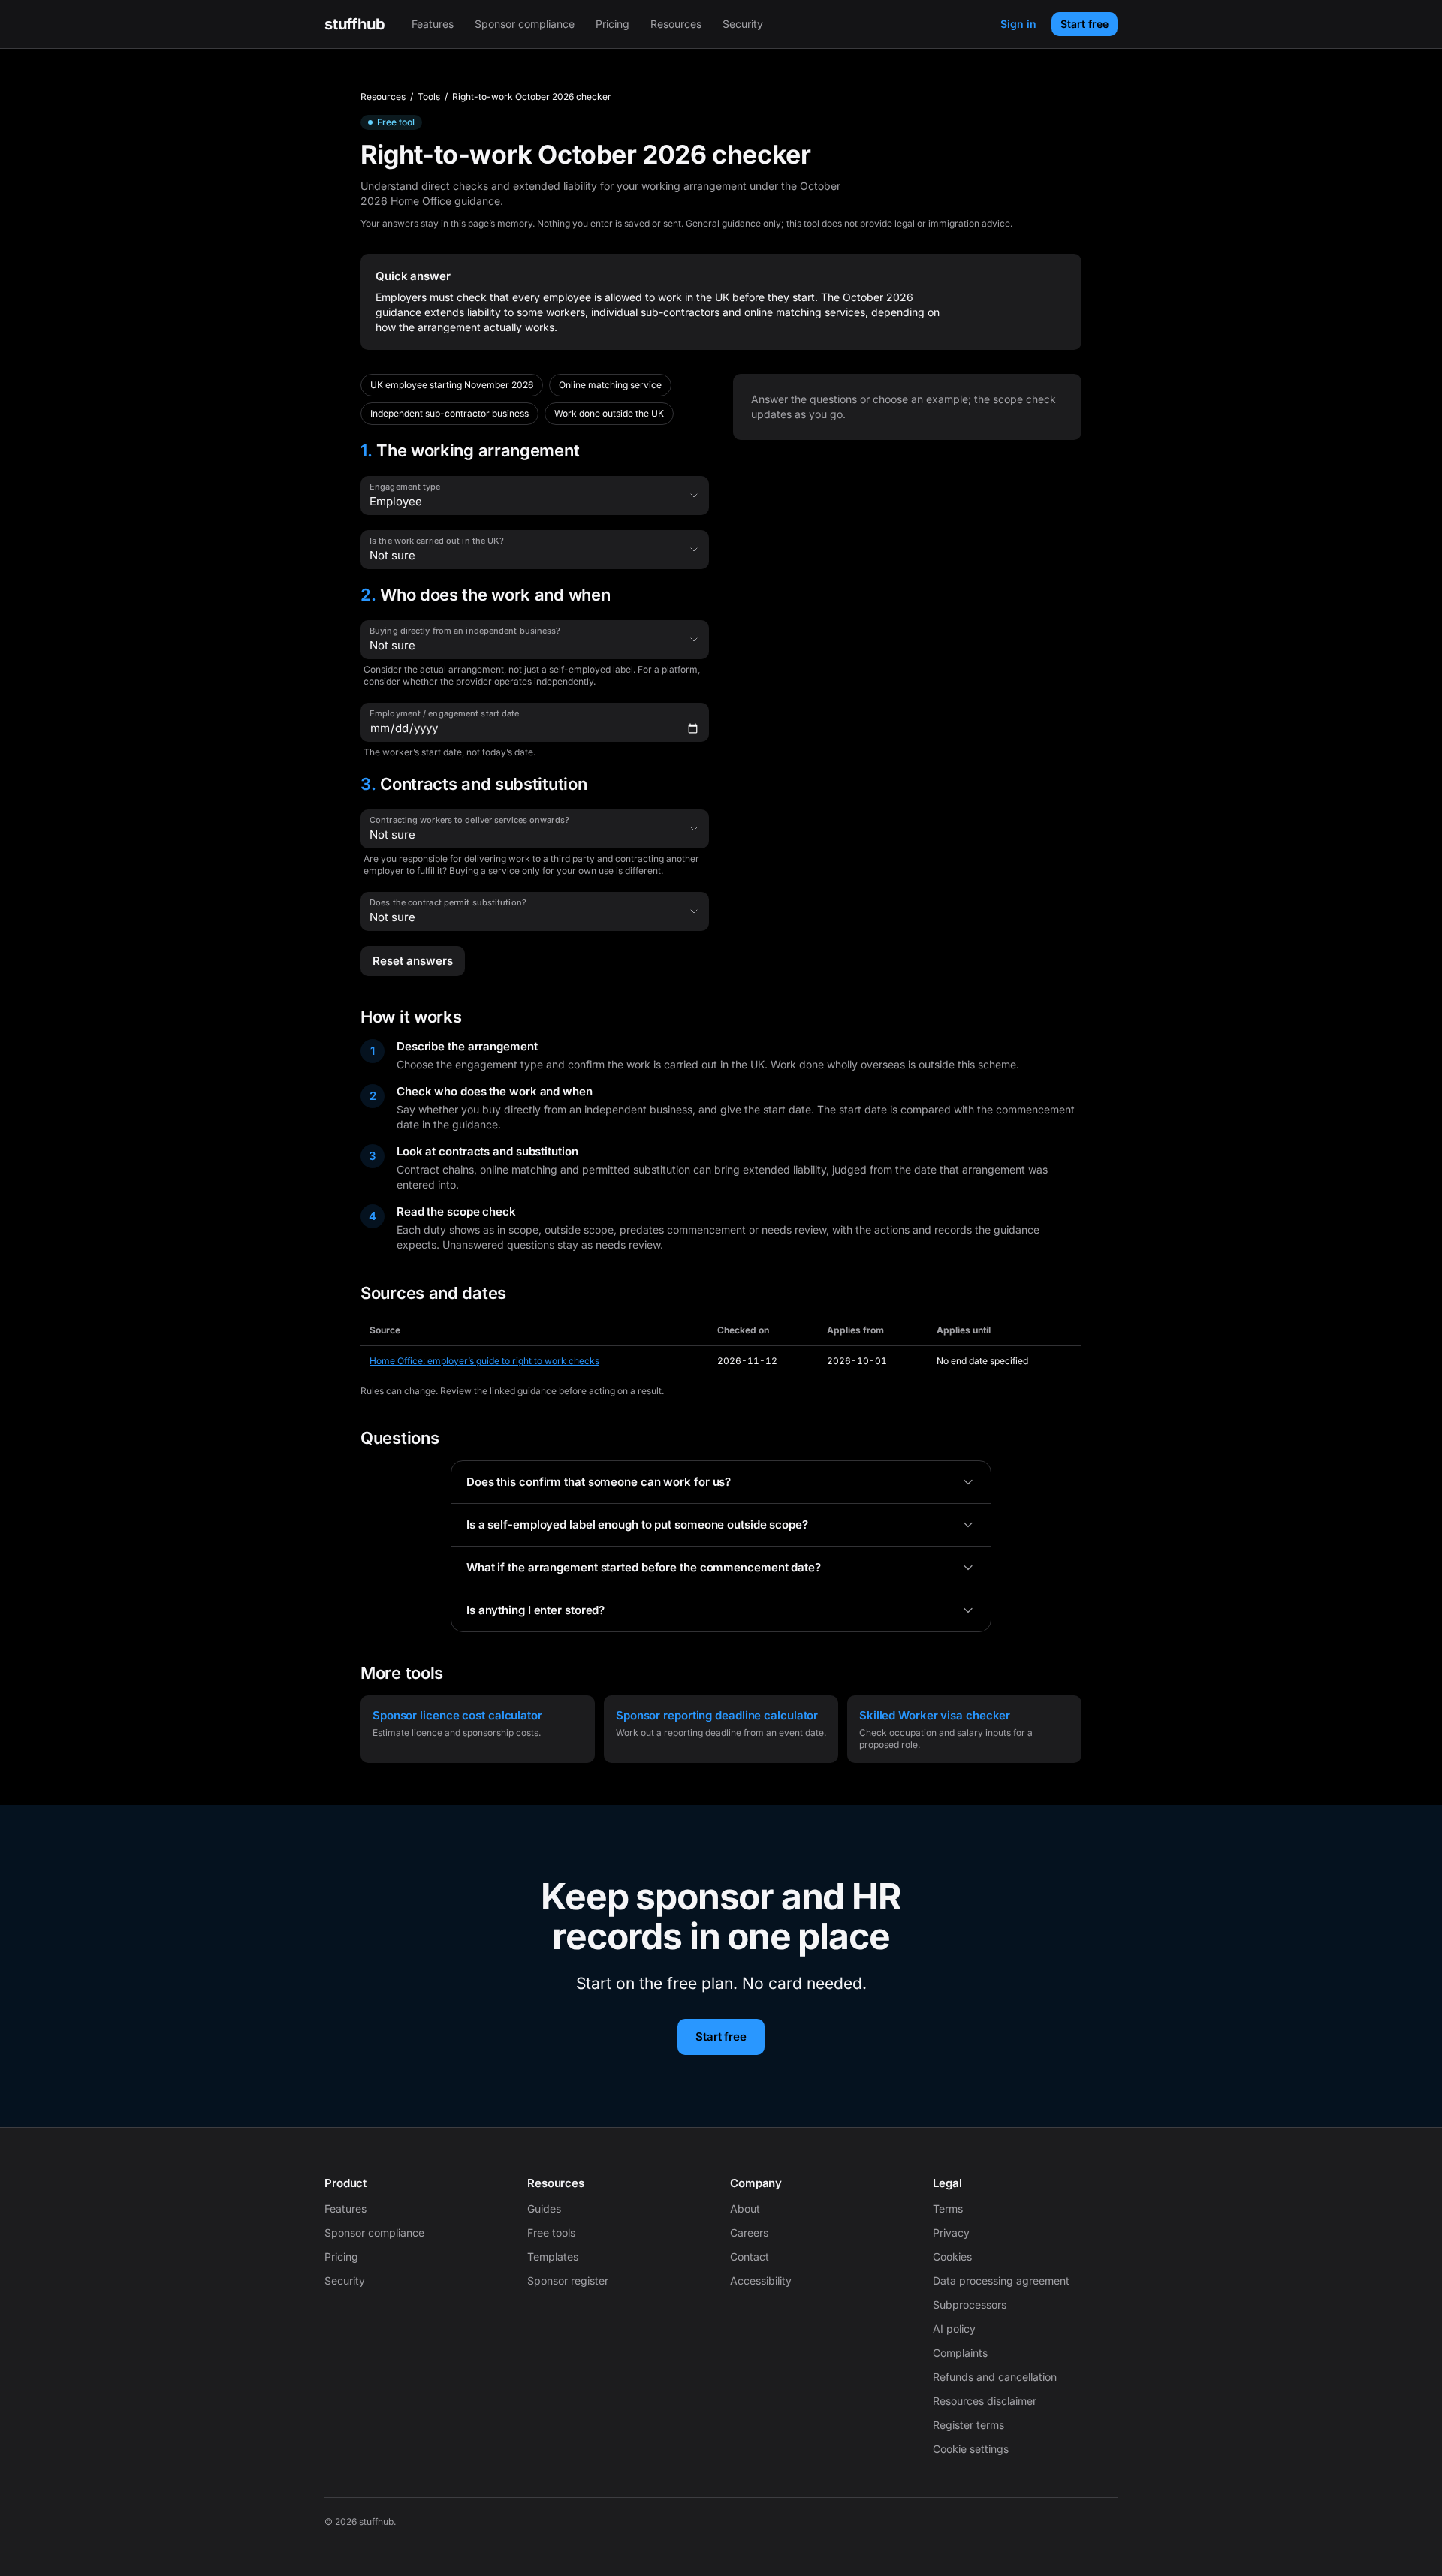 stuffhub
Features
Sponsor compliance
Pricing
Resources
Security
Sign in
Start free
Resources / Tools / Right-to-work October 2026 checker
Free tool
Right-to-work October 2026 checker
Understand direct checks and extended liability for your working arrangement under the October
2026 Home Office guidance.
Your answers stay in this page’s memory. Nothing you enter is saved or sent. General guidance only; this tool does not provide legal or immigration advice.
Quick answer
Employers must check that every employee is allowed to work in the UK before they start. The October 2026
guidance extends liability to some workers, individual sub-contractors and online matching services, depending on
how the arrangement actually works.
UK employee starting November 2026
Online matching service
Independent sub-contractor business
Work done outside the UK
Answer the questions or choose an example; the scope check
updates as you go.
1. The working arrangement
Engagement type
Employee
Is the work carried out in the UK?
Not sure
2. Who does the work and when
Buying directly from an independent business?
Not sure
Consider the actual arrangement, not just a self-employed label. For a platform,
consider whether the provider operates independently.
Employment / engagement start date
mm/dd/yyyy
The worker’s start date, not today’s date.
3. Contracts and substitution
Contracting workers to deliver services onwards?
Not sure
Are you responsible for delivering work to a third party and contracting another
employer to fulfil it? Buying a service only for your own use is different.
Does the contract permit substitution?
Not sure
Reset answers
How it works
1
Describe the arrangement
Choose the engagement type and confirm the work is carried out in the UK. Work done wholly overseas is outside this scheme.
2
Check who does the work and when
Say whether you buy directly from an independent business, and give the start date. The start date is compared with the commencement
date in the guidance.
3
Look at contracts and substitution
Contract chains, online matching and permitted substitution can bring extended liability, judged from the date that arrangement was
entered into.
4
Read the scope check
Each duty shows as in scope, outside scope, predates commencement or needs review, with the actions and records the guidance
expects. Unanswered questions stay as needs review.
Sources and dates
Source
Checked on
Applies from
Applies until
Home Office: employer’s guide to right to work checks
2026-11-12
2026-10-01
No end date specified
Rules can change. Review the linked guidance before acting on a result.
Questions
Does this confirm that someone can work for us?
Is a self-employed label enough to put someone outside scope?
What if the arrangement started before the commencement date?
Is anything I enter stored?
More tools
Sponsor licence cost calculator
Estimate licence and sponsorship costs.
Sponsor reporting deadline calculator
Work out a reporting deadline from an event date.
Skilled Worker visa checker
Check occupation and salary inputs for a
proposed role.
Keep sponsor and HR
records in one place
Start on the free plan. No card needed.
Start free
Product
Features
Sponsor compliance
Pricing
Security
Resources
Guides
Free tools
Templates
Sponsor register
Company
About
Careers
Contact
Accessibility
Legal
Terms
Privacy
Cookies
Data processing agreement
Subprocessors
AI policy
Complaints
Refunds and cancellation
Resources disclaimer
Register terms
Cookie settings
© 2026 stuffhub.